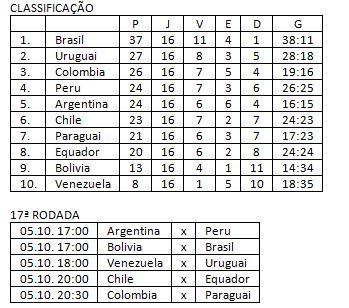 CLASSIFICAÇÃO
P J V E D G
1. Brasil 37 16 11 4 1 38:11
2. Uruguai 27 16 8 3 5 28:18
3. Colombia 26 16 7 5 4 19:16
4. Peru 24 16 7 3 6 26:25
5. Argentina 24 16 6 6 4 16:15
6. Chile 23 16 7 2 7 24:23
7. Paraguai 21 16 6 3 7 17:23
8. Equador 20 16 6 2 8 24:24
9. Bolivia 13 16 4 1 11 14:34
10. Venezuela 8 16 1 5 10 18:35
17ª RODADA
05.10. 17:00 Argentina x Peru
05.10. 17:00 Bolivia x Brasil
05.10. 18:00 Venezuela x Uruguai
05.10. 20:00 Chile x Equador
05.10. 20:30 Colombia x Paraguai